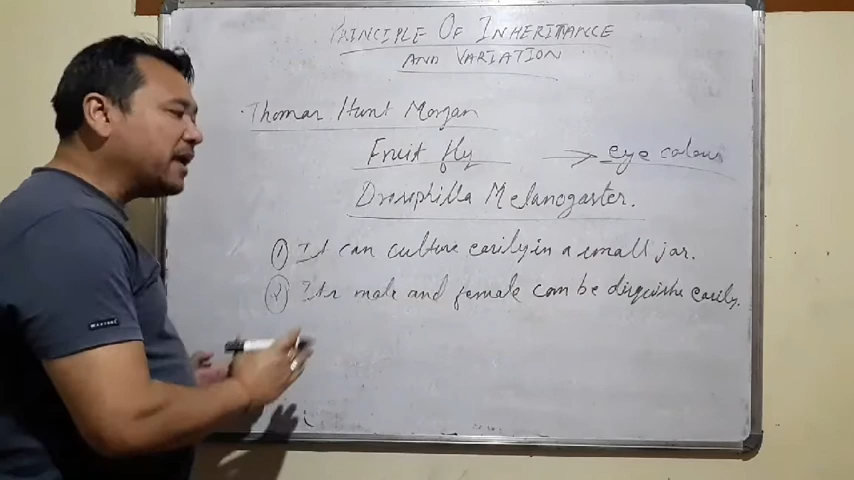 PRINCIPLE OF INHERITANCE
AND VARIATION
Thomas Hunt Morgan
Fruit fly → eye colour
Drosophilla Melanogaster.
① It can culture easily in a small jar.
② Its male and female can be disguishe easily.